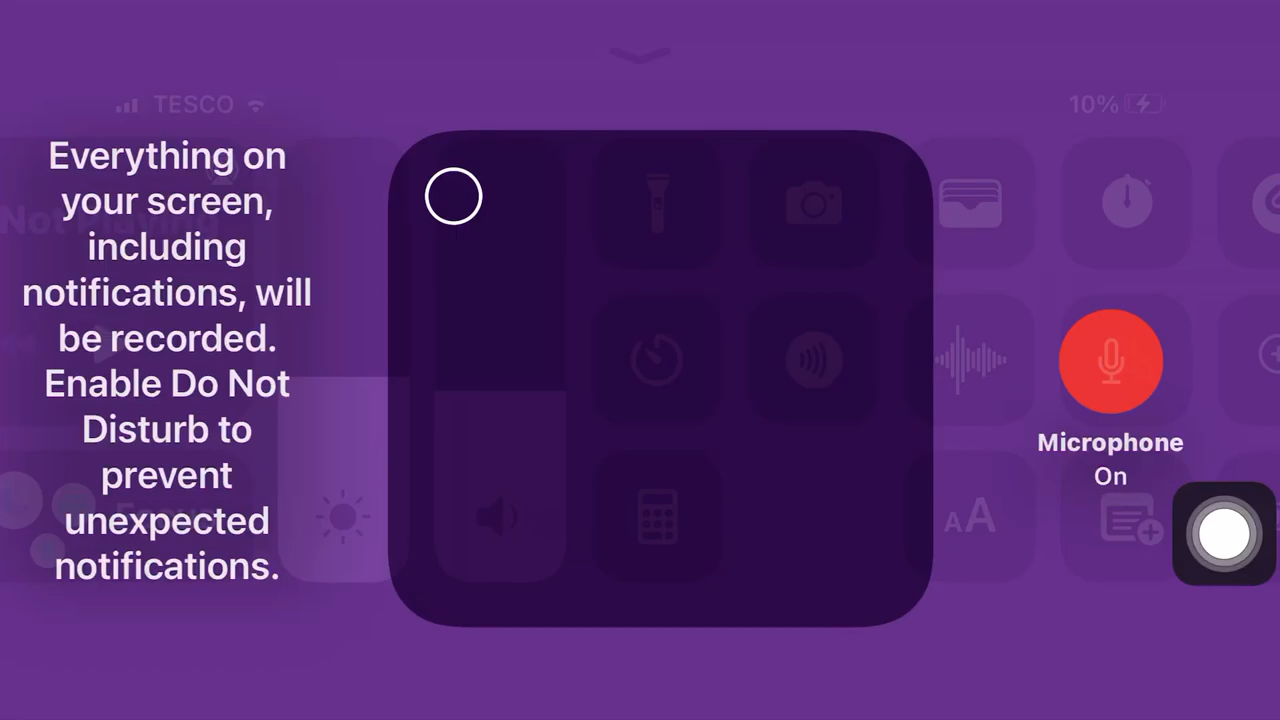 TESCO
10%
Everything on
your screen,
including
notifications, will
be recorded.
Enable Do Not
Disturb to
prevent
unexpected
notifications.
Microphone
On
AA